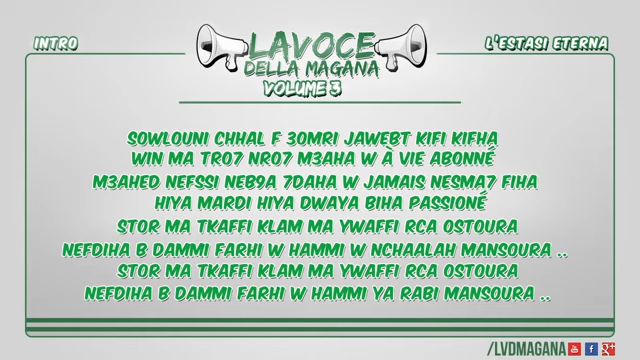 INTRO
LAVOCE
DELLA MAGANA
VOLUME 3
L'ESTASI ETERNA
SOWLOUNI CHHAL F 3OMRI JAWEBT KIFI KIFHA
WIN MA TRO7 NRO7 M3AHA W À VIE ABONNÉ
M3AHED NEFSSI NEB9A 7DAHA W JAMAIS NESMA7 FIHA
HIYA MARDI HIYA DWAYA BIHA PASSIONÉ
STOR MA TKAFFI KLAM MA YWAFFI RCA OSTOURA
NEFDIHA B DAMMI FARHI W HAMMI W NCHAALAH MANSOURA ..
STOR MA TKAFFI KLAM MA YWAFFI RCA OSTOURA
NEFDIHA B DAMMI FARHI W HAMMI YA RABI MANSOURA ..
/LVDMAGANA